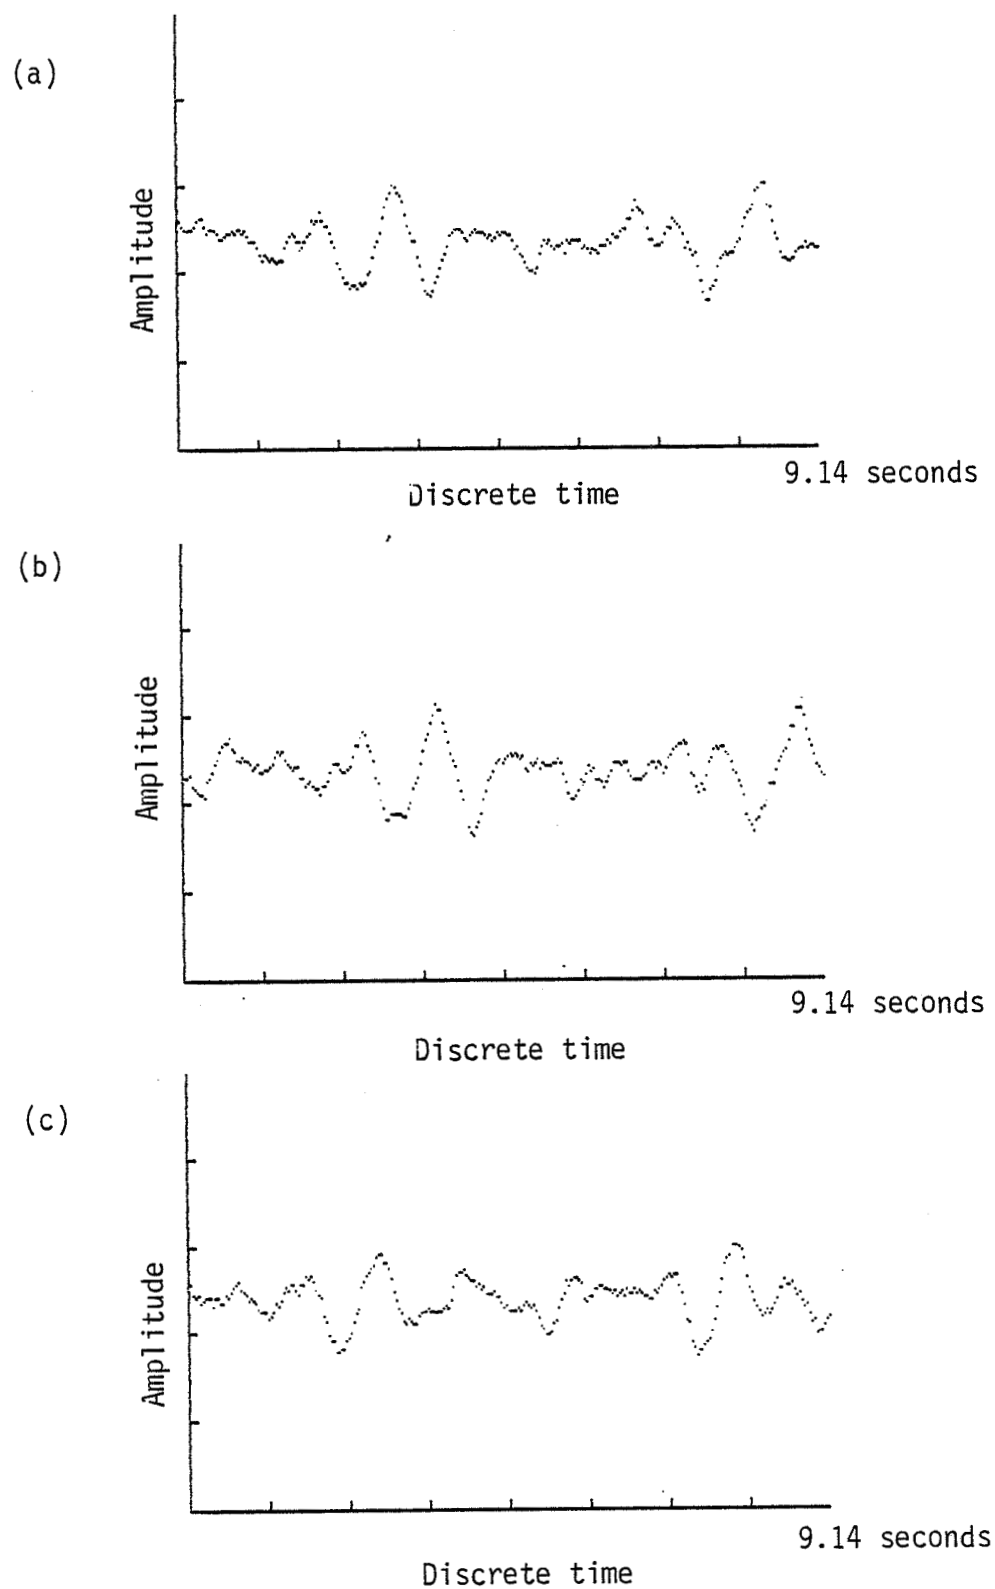 (a)
Amplitude
9.14 seconds
Discrete time
(b)
Amplitude
9.14 seconds
Discrete time
(c)
Amplitude
9.14 seconds
Discrete time